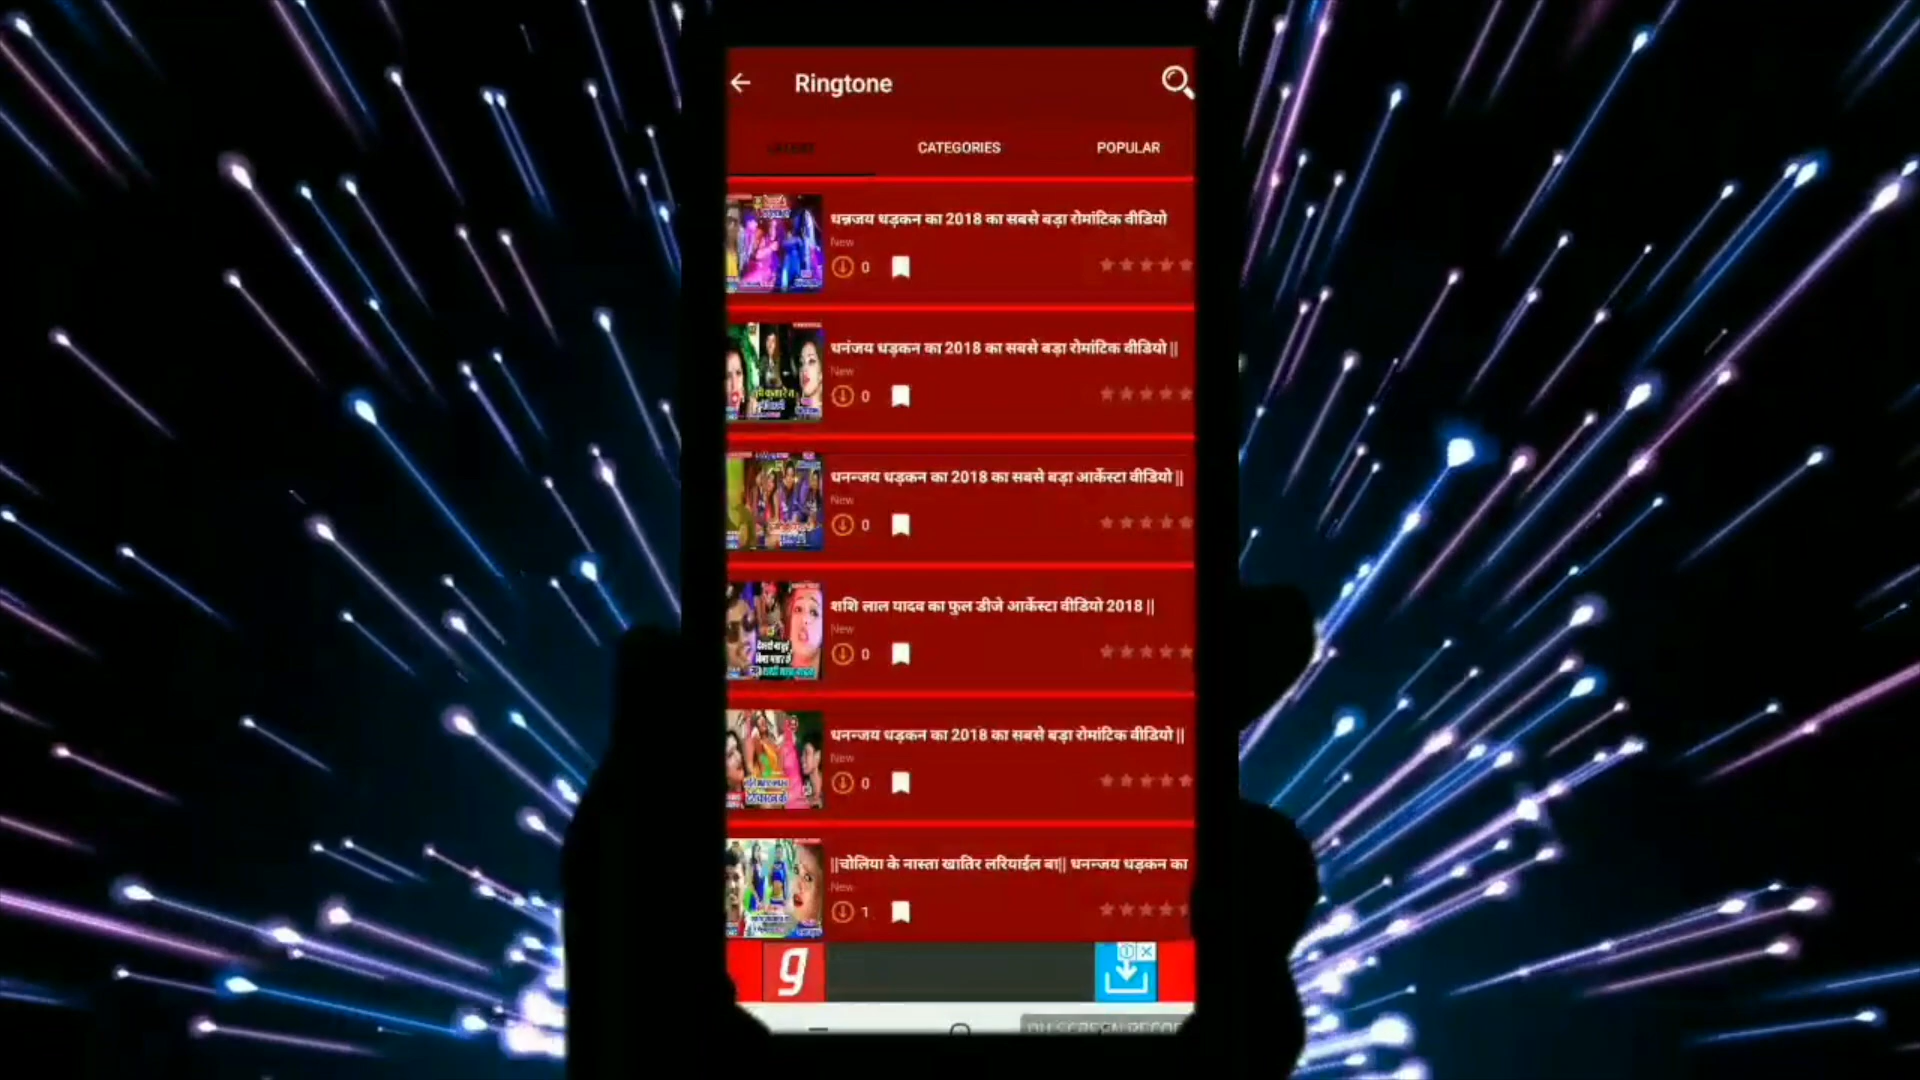 Ringtone
CATEGORIES
POPULAR
धन्नजय धड़कन का 2018 का सबसे बड़ा रोमांटिक वीडियो
New
0
धनंजय धड़कन का 2018 का सबसे बड़ा रोमांटिक वीडियो ||
New
0
धनन्जय धड़कन का 2018 का सबसे बड़ा आर्केस्टा वीडियो ||
New
0
शशि लाल यादव का फुल डीजे आर्केस्टा वीडियो 2018 ||
New
0
धनन्जय धड़कन का 2018 का सबसे बड़ा रोमांटिक वीडियो ||
New
0
||चोलिया के नास्ता खातिर लरियाईल बा|| धनन्जय धड़कन का
New
1
g